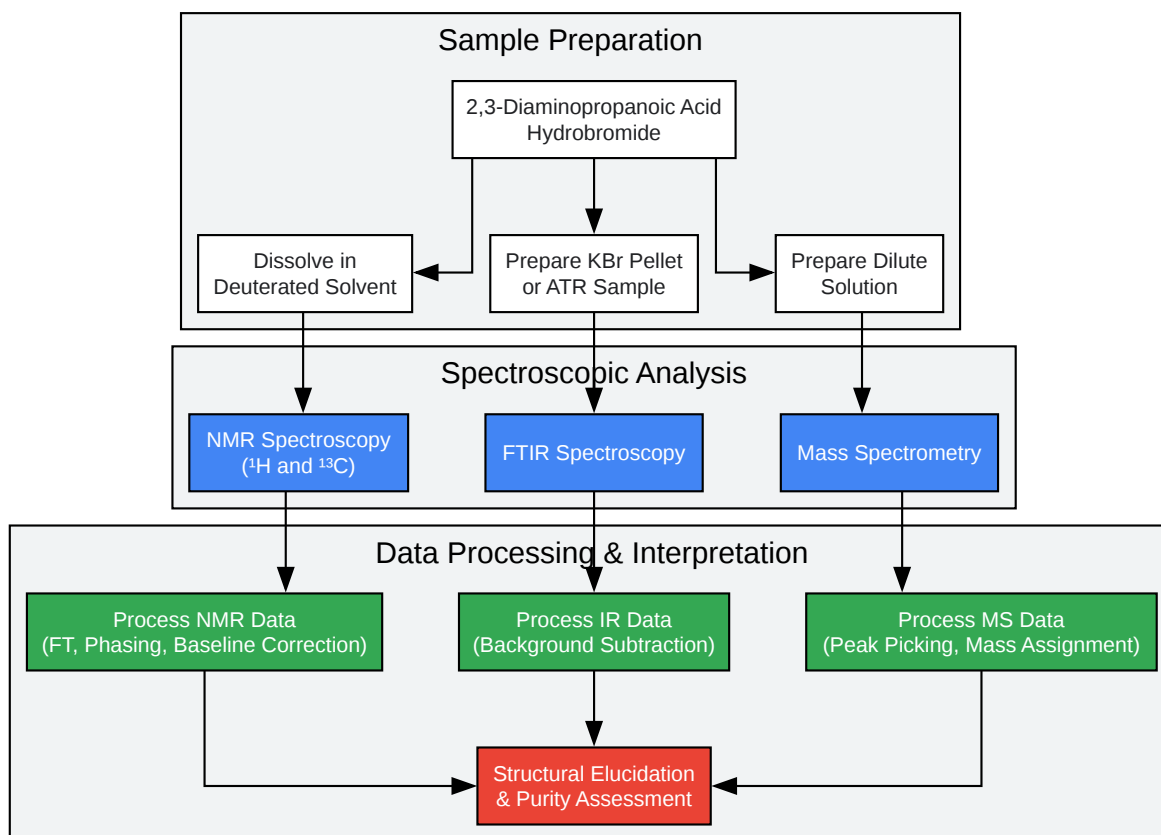 Sample Preparation
2,3-Diaminopropanoic Acid
Hydrobromide
Dissolve in
Deuterated Solvent
Prepare KBr Pellet
or ATR Sample
Prepare Dilute
Solution
Spectroscopic Analysis
NMR Spectroscopy
(¹H and ¹³C)
FTIR Spectroscopy
Mass Spectrometry
Data Processing & Interpretation
Process NMR Data
(FT, Phasing, Baseline Correction)
Process IR Data
(Background Subtraction)
Process MS Data
(Peak Picking, Mass Assignment)
Structural Elucidation
& Purity Assessment